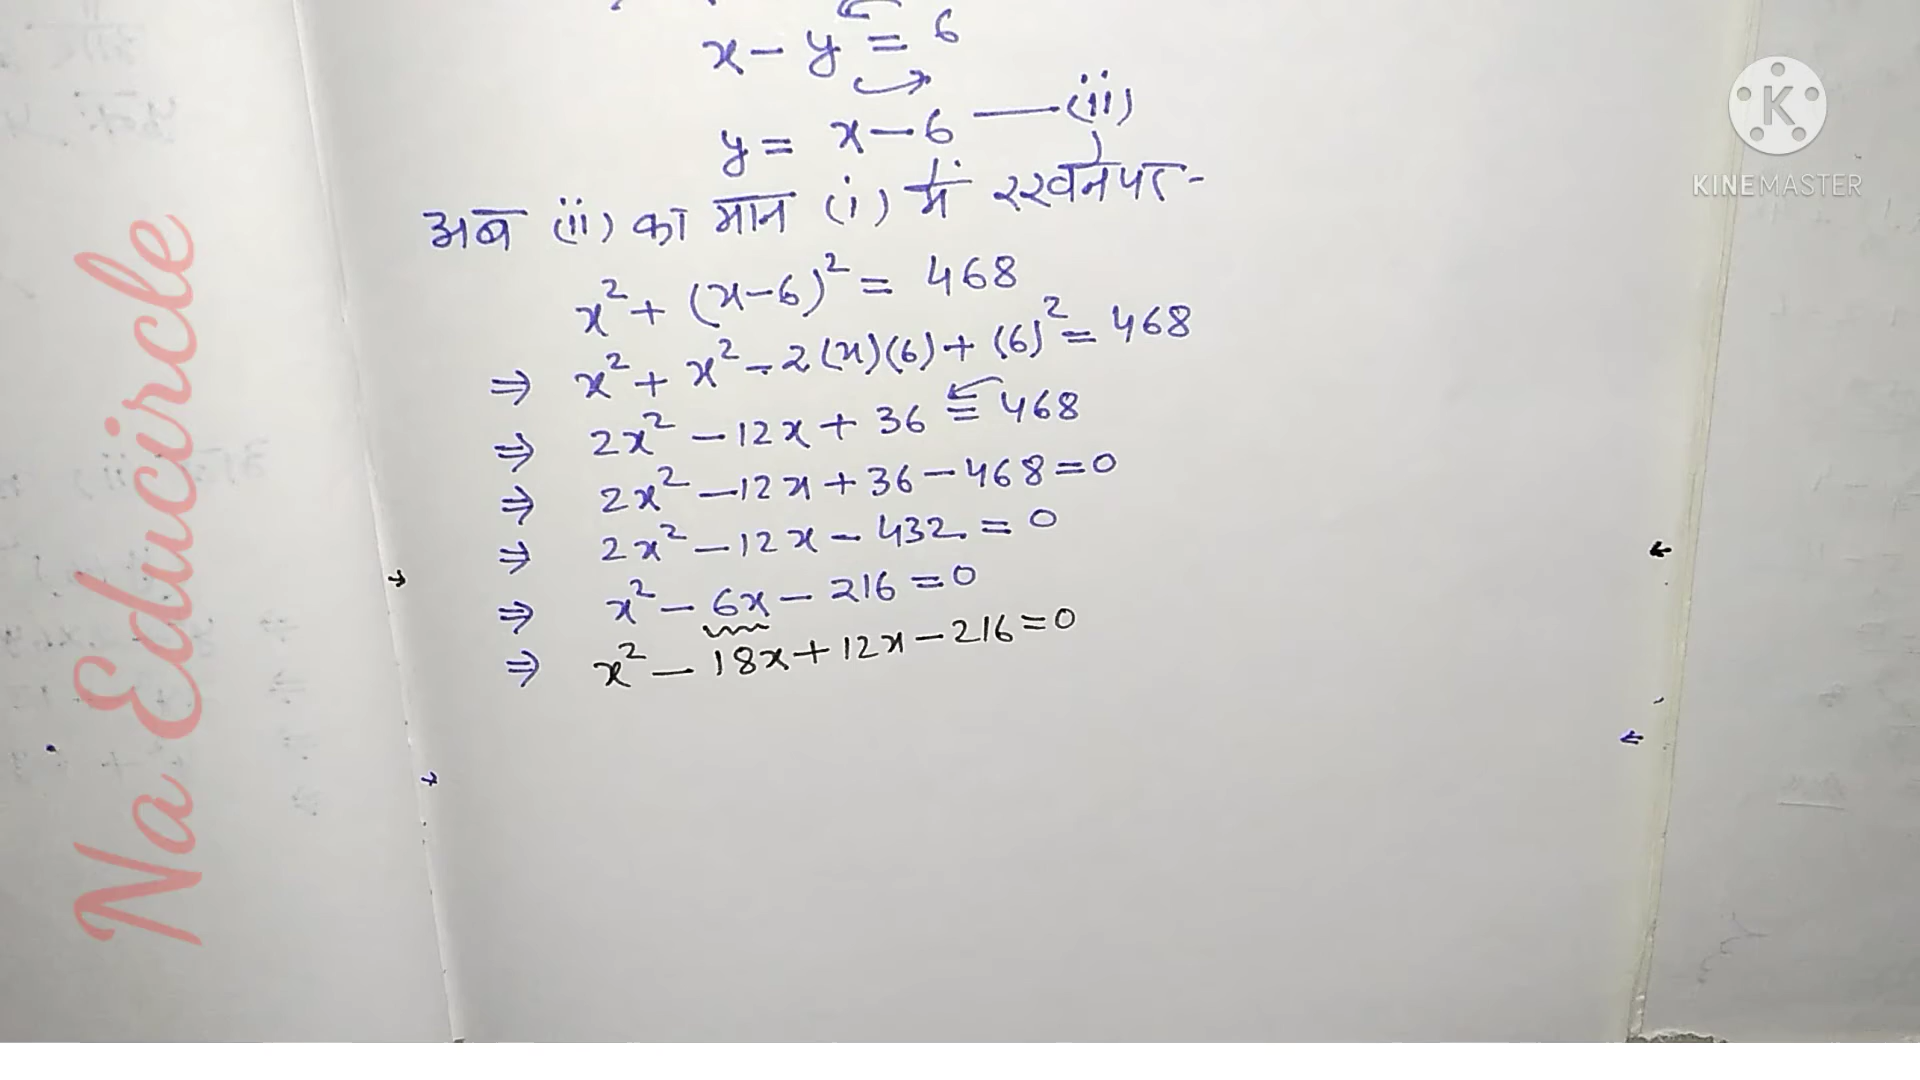 x - y = 6
y = x - 6 —(ii)
अब (ii) का मान (i) में रखने पर -
x² + (x-6)² = 468
⇒ x² + x² - 2(x)(6) + (6)² = 468
⇒ 2x² - 12x + 36 = 468
⇒ 2x² - 12x + 36 - 468 = 0
⇒ 2x² - 12x - 432 = 0
⇒ x² - 6x - 216 = 0
⇒ x² - 18x + 12x - 216 = 0
Na Educircle
K
KINEMASTER